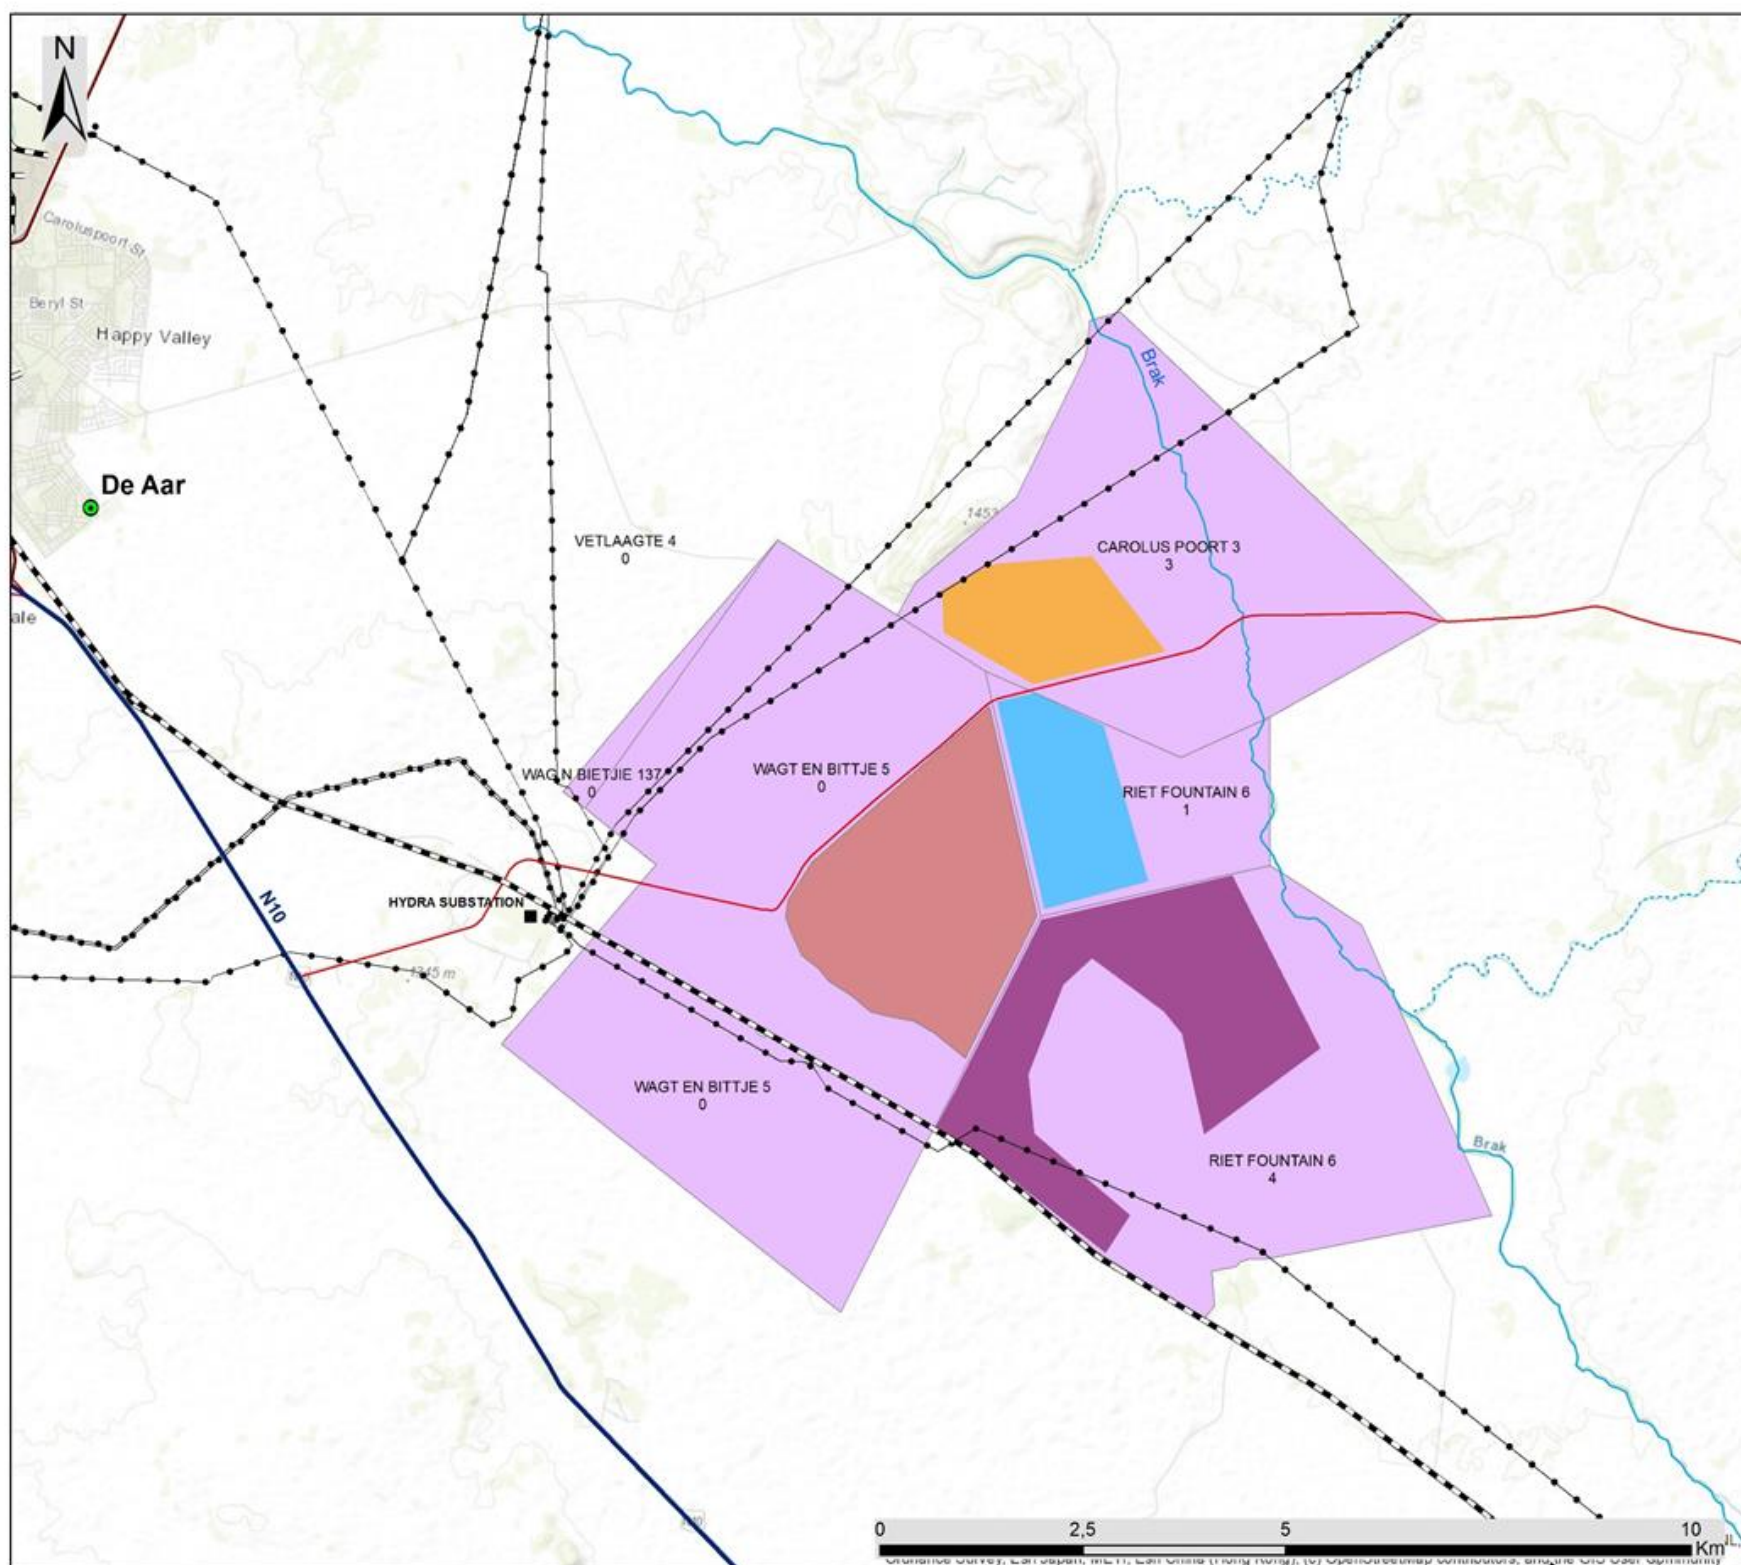 N
Caroluspoort St
Beryl St
Happy Valley
De Aar
ale
Brak
1453
VETLAAGTE 4
0
CAROLUS POORT 3
3
WAG N BIETJIE 137
0
WAGT EN BITTJE 5
0
RIET FOUNTAIN 6
1
HYDRA SUBSTATION
N10
1345 m
WAGT EN BITTJE 5
0
Brak
RIET FOUNTAIN 6
4
0
2,5
5
10
Km